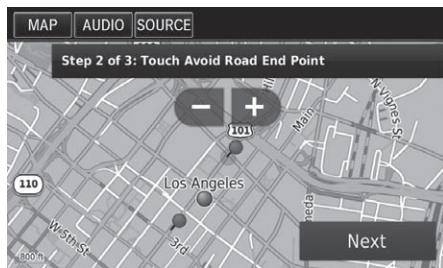 MAP AUDIO SOURCE
Step 2 of 3: Touch Avoid Road End Point
− +
N Vignes St
Main
101
110
Los Angeles
W 5th St
3rd
Next
800 ft